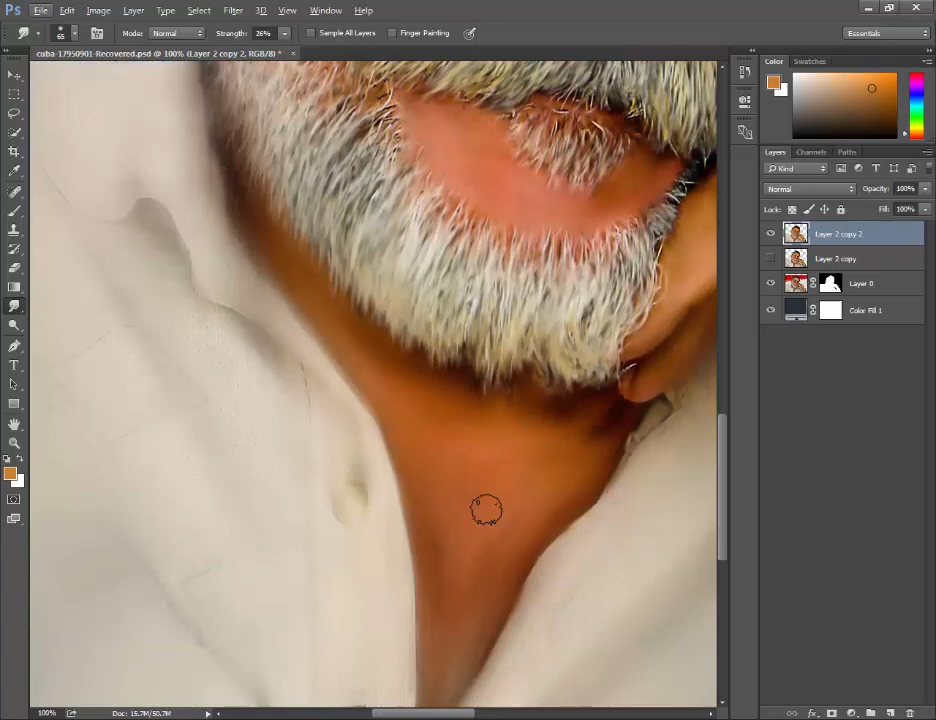 Ps File Edit Image Layer Type Select Filter 3D View Window Help
65 Mode: Normal Strength: 26% Sample All Layers Finger Painting Essentials
cuba-17950901-Recovered.psd @ 100% (Layer 2 copy 2, RGB/8) * ×
Color Swatches
Layers Channels Paths
Kind
Normal Opacity: 100%
Lock: Fill: 100%
Layer 2 copy 2
Layer 2 copy
Layer 0
Color Fill 1
T
100% Doc: 15.7M/50.7M
fx